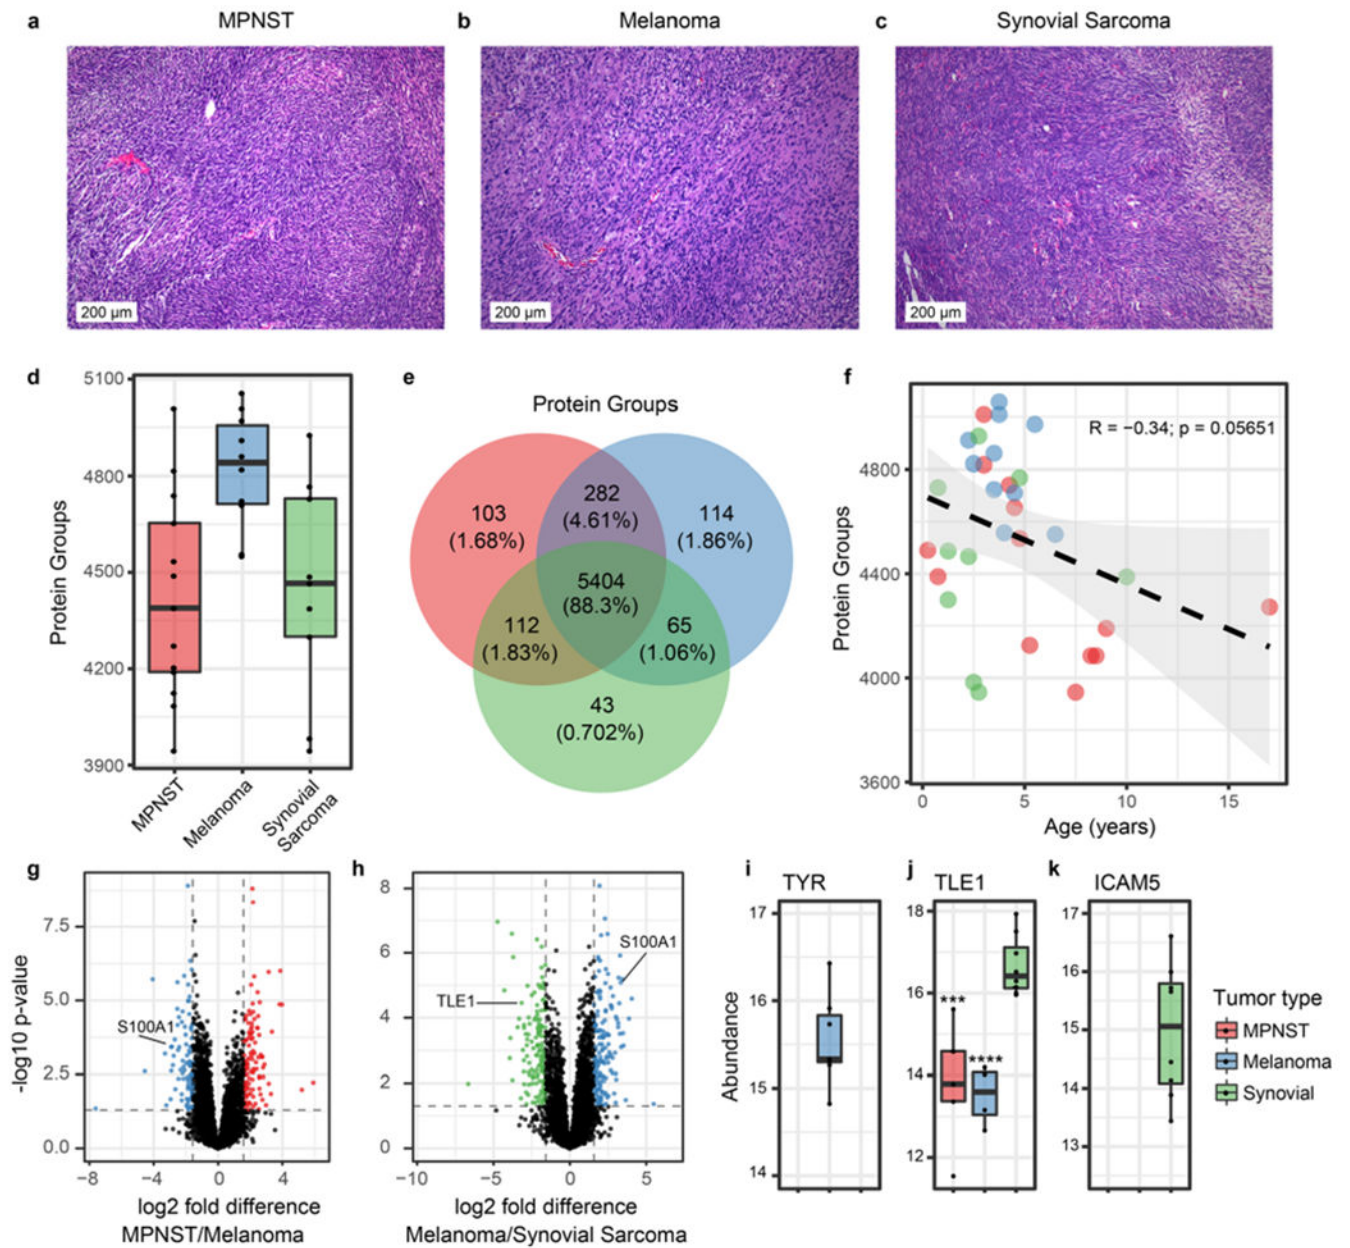 a MPNST b Melanoma c Synovial Sarcoma
200 µm 200 µm 200 µm
d
Protein Groups
5100
4800
4500
4200
3900
MPNST
Melanoma
Synovial
Sarcoma
e
Protein Groups
103
(1.68%)
282
(4.61%)
114
(1.86%)
5404
(88.3%)
112
(1.83%)
65
(1.06%)
43
(0.702%)
f
R = −0.34; p = 0.05651
Protein Groups
4800
4400
4000
3600
0 5 10 15
Age (years)
g
-log10 p-value
7.5
5.0
2.5
0.0
S100A1
−8 −4 0 4
log2 fold difference
MPNST/Melanoma
h
8
6
4
2
0
S100A1
TLE1
−10 −5 0 5
log2 fold difference
Melanoma/Synovial Sarcoma
i
TYR
Abundance
17
16
15
14
j
TLE1
18
16
14
12
***
****
k
ICAM5
17
16
15
14
13
Tumor type
MPNST
Melanoma
Synovial